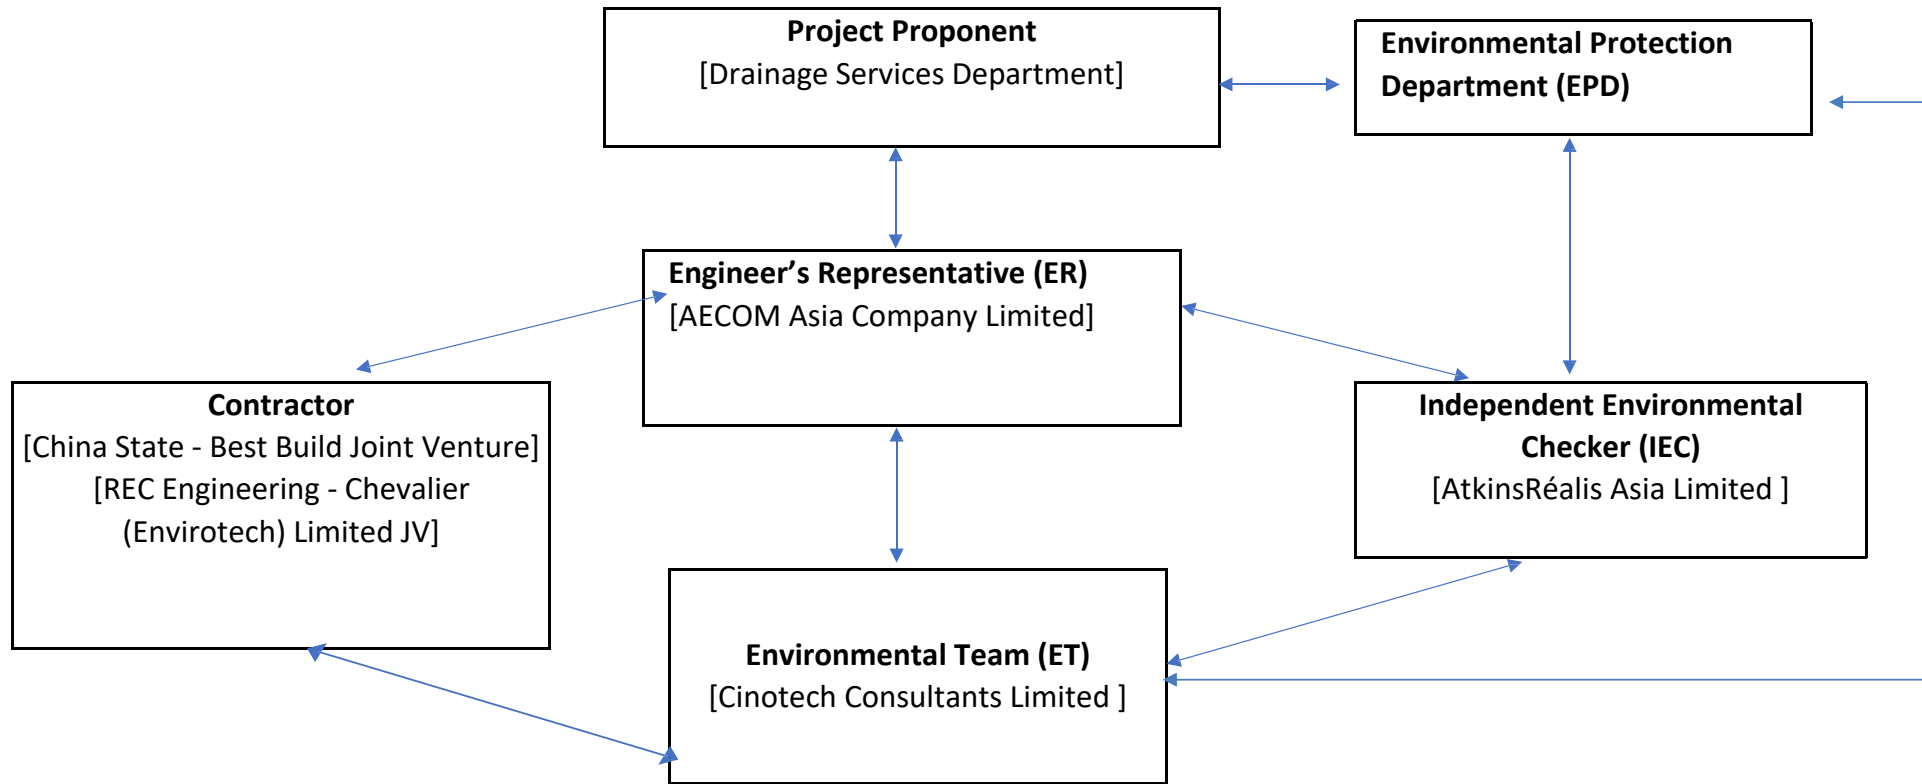 Project Proponent
[Drainage Services Department]
Environmental Protection
Department (EPD)
Engineer’s Representative (ER)
[AECOM Asia Company Limited]
Contractor
[China State - Best Build Joint Venture]
[REC Engineering - Chevalier
(Envirotech) Limited JV]
Independent Environmental
Checker (IEC)
[AtkinsRéalis Asia Limited ]
Environmental Team (ET)
[Cinotech Consultants Limited ]